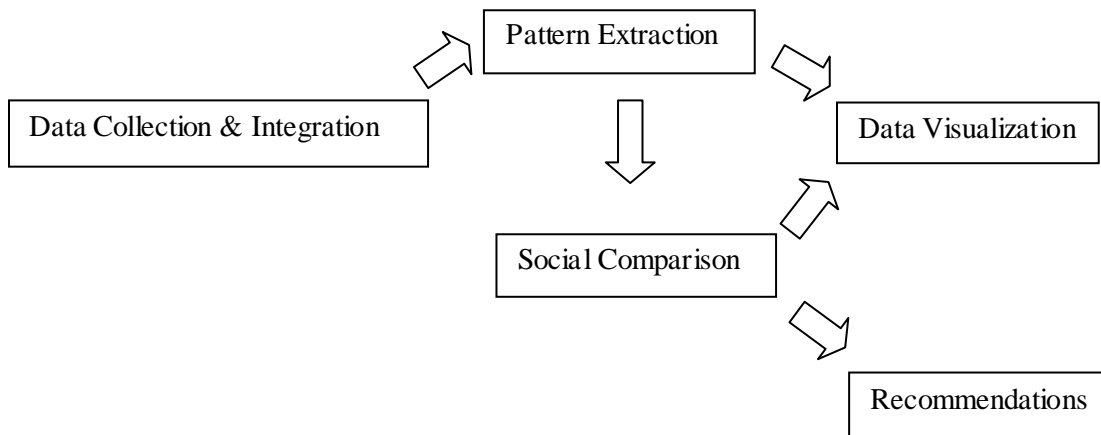 Pattern Extraction
Data Collection & Integration
Data Visualization
Social Comparison
Recommendations